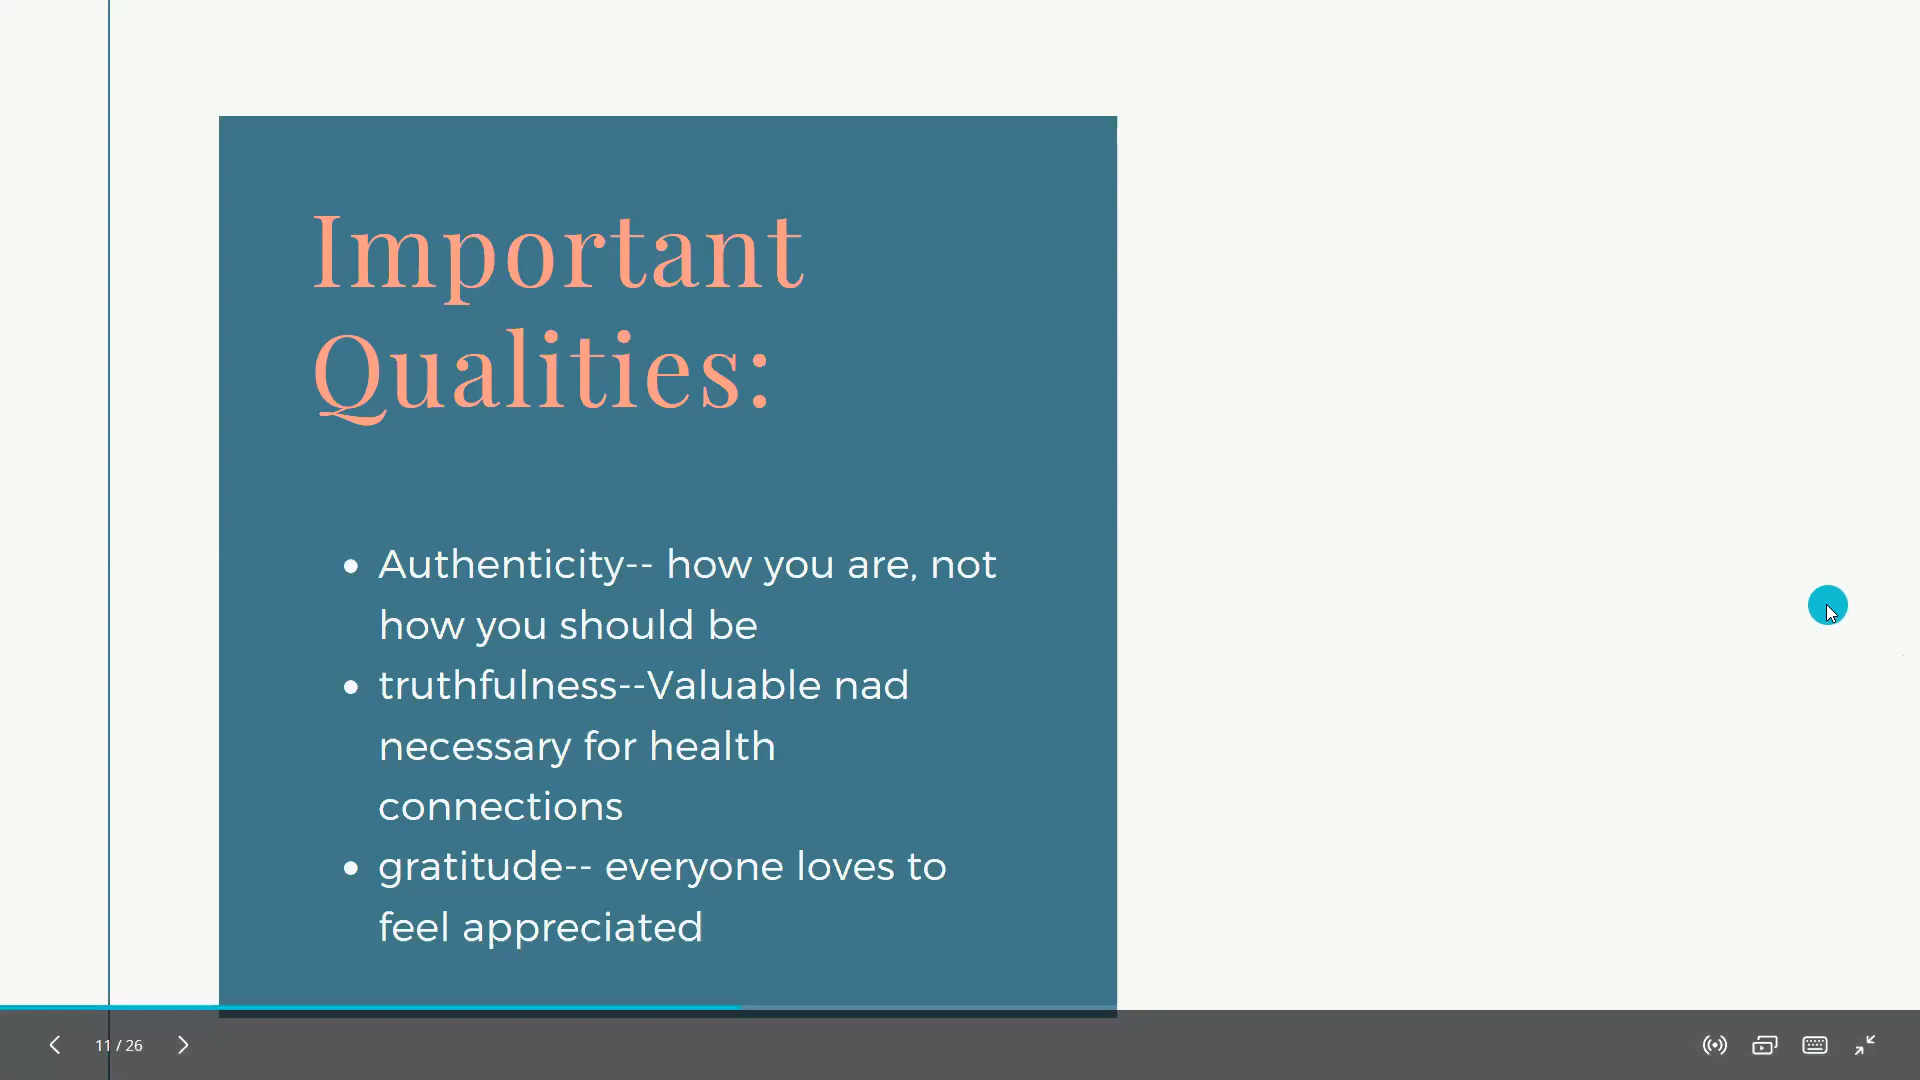 Important
Qualities:
• Authenticity-- how you are, not
how you should be
• truthfulness--Valuable nad
necessary for health
connections
• gratitude-- everyone loves to
feel appreciated
11 / 26